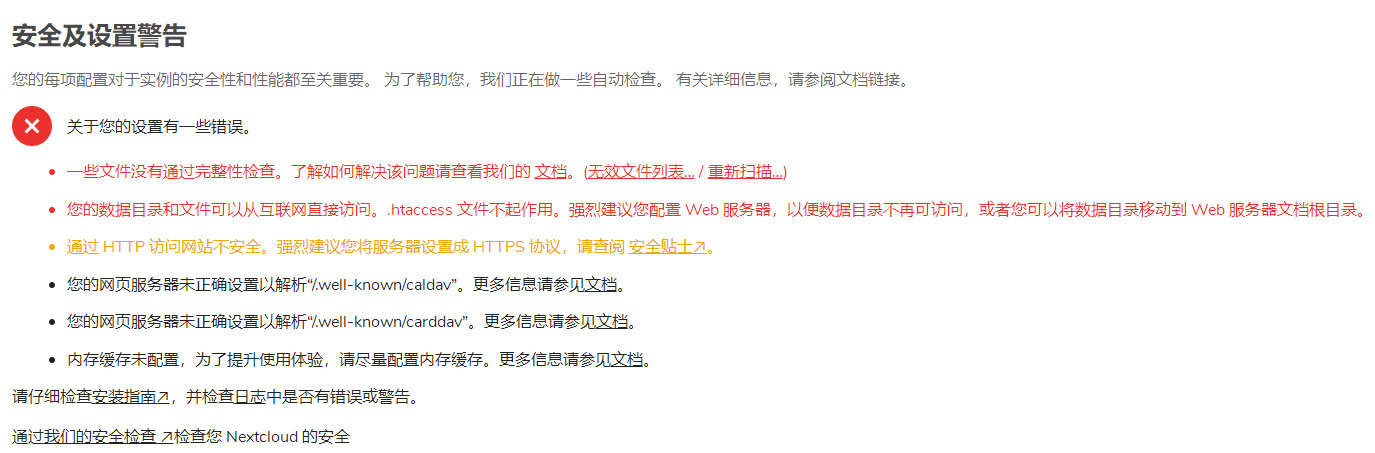 安全及设置警告
您的每项配置对于实例的安全性和性能都至关重要。 为了帮助您，我们正在做一些自动检查。 有关详细信息，请参阅文档链接。
关于您的设置有一些错误。
• 一些文件没有通过完整性检查。了解如何解决该问题请查看我们的 文档。(无效文件列表... / 重新扫描...)
• 您的数据目录和文件可以从互联网直接访问。.htaccess 文件不起作用。强烈建议您配置 Web 服务器，以便数据目录不再可访问，或者您可以将数据目录移动到 Web 服务器文档根目录。
• 通过 HTTP 访问网站不安全。强烈建议您将服务器设置成 HTTPS 协议，请查阅 安全贴士↗。
• 您的网页服务器未正确设置以解析“/.well-known/caldav”。更多信息请参见文档。
• 您的网页服务器未正确设置以解析“/.well-known/carddav”。更多信息请参见文档。
• 内存缓存未配置，为了提升使用体验，请尽量配置内存缓存。更多信息请参见文档。
请仔细检查安装指南↗，并检查日志中是否有错误或警告。
通过我们的安全检查 ↗检查您 Nextcloud 的安全